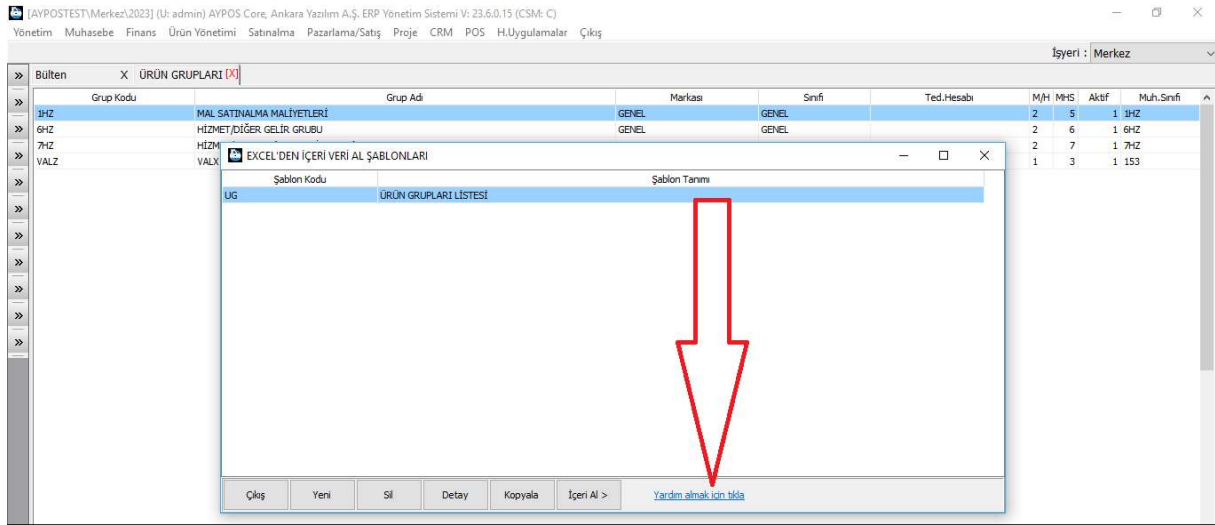 [AYPOSTEST\Merkez\2023] (U: admin) AYPOS Core, Ankara Yazılım A.Ş. ERP Yönetim Sistemi V: 23.6.0.15 (CSM: C)
Yönetim Muhasebe Finans Ürün Yönetimi Satınalma Pazarlama/Satış Proje CRM POS H.Uygulamalar Çıkış
İşyeri : Merkez
Bülten X ÜRÜN GRUPLARI [X]
Grup Kodu Grup Adı Markası Sınıfı Ted.Hesabı M/H MHS Aktif Muh.Sınıfı
1HZ MAL SATINALMA MALİYETLERİ GENEL GENEL 2 5 1 1HZ
6HZ HİZMET/DİĞER GELİR GRUBU GENEL GENEL 2 6 1 6HZ
7HZ HİZM 2 7 1 7HZ
VALZ VALX 1 3 1 153
EXCEL'DEN İÇERİ VERİ AL ŞABLONLARI
Şablon Kodu Şablon Tanımı
UG ÜRÜN GRUPLARI LİSTESİ
Çıkış Yeni Sil Detay Kopyala İçeri Al > Yardım almak için tıkla